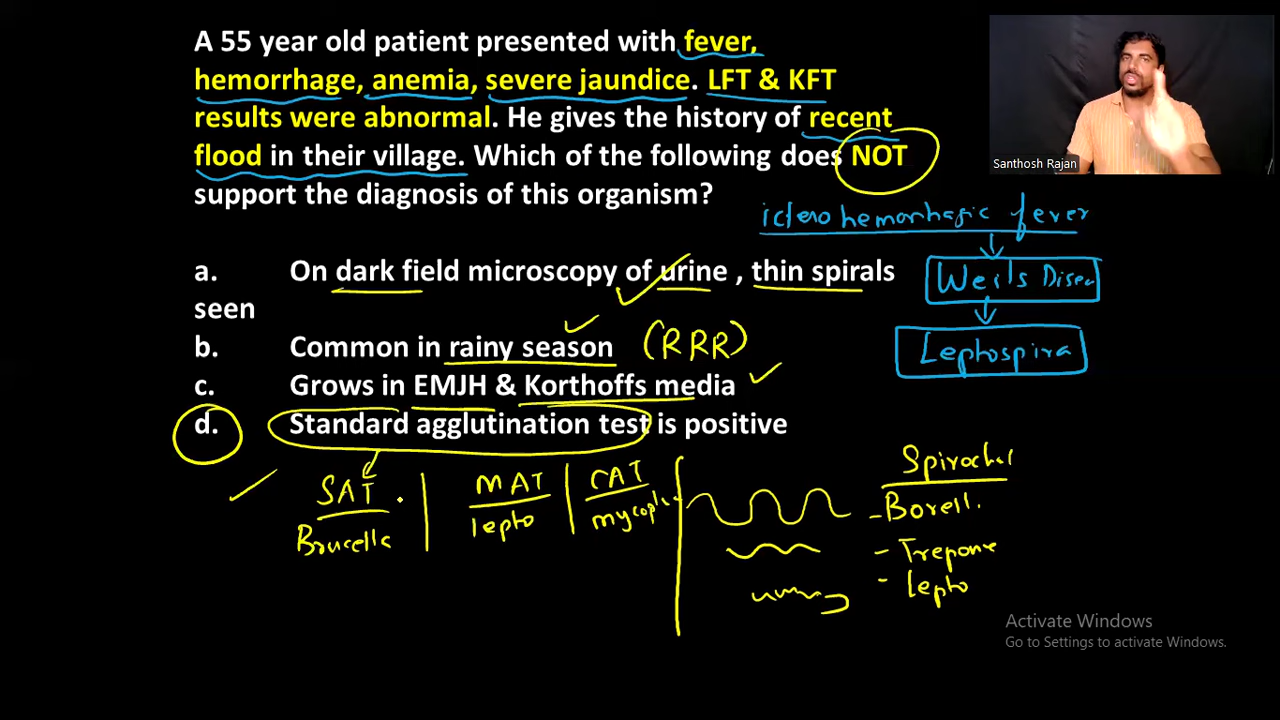 A 55 year old patient presented with fever,
hemorrhage, anemia, severe jaundice. LFT & KFT
results were abnormal. He gives the history of recent
flood in their village. Which of the following does NOT
support the diagnosis of this organism?
Santhosh Rajan
ictero hemorrhagic fever
Weils Diseas
Leptospira
a. On dark field microscopy of urine , thin spirals
seen
b. Common in rainy season (RRR)
c. Grows in EMJH & Korthoffs media
d. Standard agglutination test is positive
SAT
Brucella
MAT
lepto
CAT
mycopl
Spirochet
- Borell.
- Trepone
- lepto
Activate Windows
Go to Settings to activate Windows.